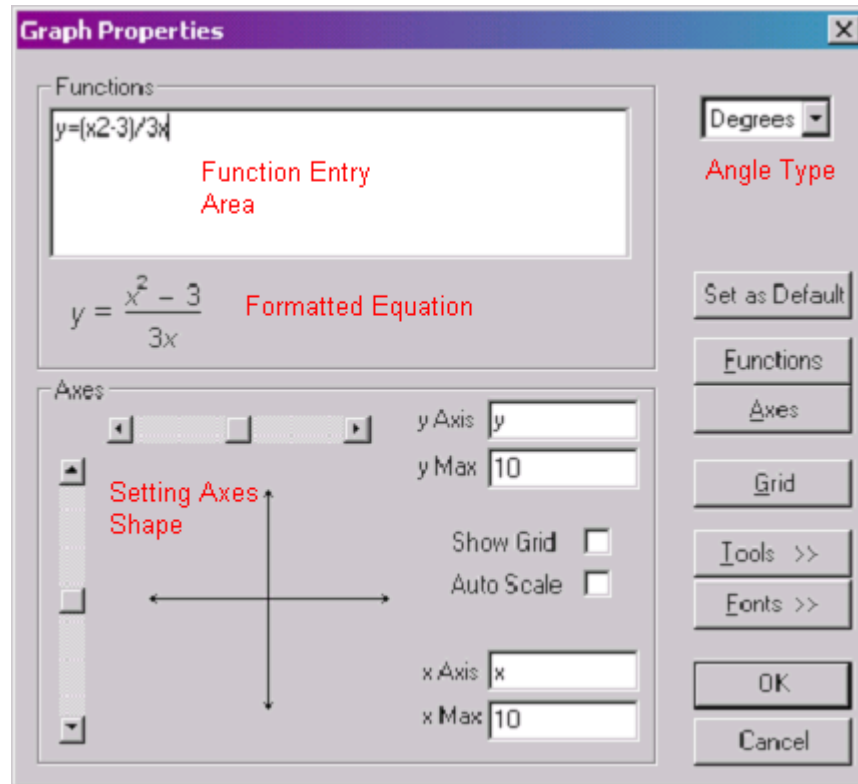 Graph Properties
Functions
y=(x2-3)/3x
Function Entry
Area
y = x² - 3
3x
Formatted Equation
Degrees
Angle Type
Set as Default
Functions
Axes
Grid
Tools >>
Fonts >>
OK
Cancel
Axes
Setting Axes
Shape
y Axis y
y Max 10
Show Grid
Auto Scale
x Axis x
x Max 10